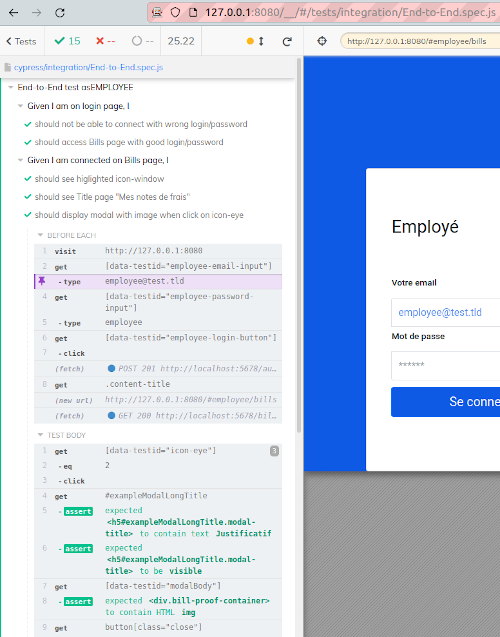 127.0.0.1:8080/__/#/tests/integration/End-to-End.spec.js
Tests 15 -- -- 25.22 http://127.0.0.1:8080/#employee/bills
cypress/integration/End-to-End.spec.js
End-to-End test asEMPLOYEE
Given I am on login page, I
should not be able to connect with wrong login/password
should access Bills page with good login/password
Given I am connected on Bills page, I
should see higlighted icon-window
should see Title page "Mes notes de frais"
should display modal with image when click on icon-eye
BEFORE EACH
1 visit http://127.0.0.1:8080
2 get [data-testid="employee-email-input"]
-type employee@test.tld
4 get [data-testid="employee-password-
input"]
5 -type employee
6 get [data-testid="employee-login-button"]
7 -click
(fetch) POST 201 http://localhost:5678/au...
8 get .content-title
(new url) http://127.0.0.1:8080/#employee/bills
(fetch) GET 200 http://localhost:5678/bil...
TEST BODY
1 get [data-testid="icon-eye"] 3
2 -eq 2
3 -click
4 get #exampleModalLongTitle
5 -assert expected
<h5#exampleModalLongTitle.modal-
title> to contain text Justificatif
6 -assert expected
<h5#exampleModalLongTitle.modal-
title> to be visible
7 get [data-testid="modalBody"]
8 -assert expected <div.bill-proof-container>
to contain HTML img
9 get button[class="close"]
Employé
Votre email
employee@test.tld
Mot de passe
******
Se conne